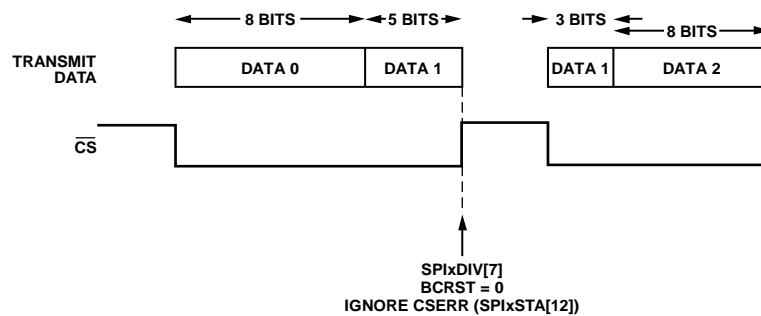 8 BITS
5 BITS
3 BITS
8 BITS
TRANSMIT
DATA
DATA 0
DATA 1
DATA 1
DATA 2
CS
SPIxDIV[7]
BCRST = 0
IGNORE CSERR (SPIxSTA[12])